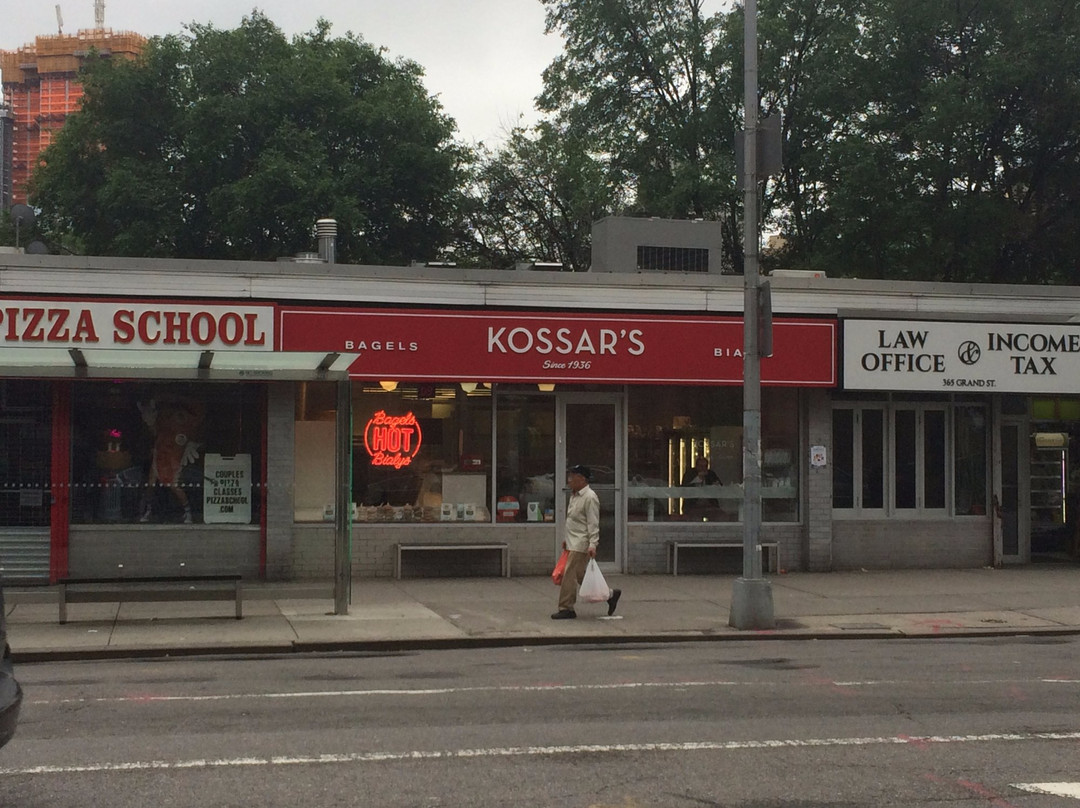 PIZZA SCHOOL
BAGELS
KOSSAR'S
Since 1936
BIA
LAW OFFICE & INCOME TAX
365 GRAND ST.
Bagels
HOT
Bialys
COUPLES
PIZZA
CLASSES
PIZZASCHOOL
.COM